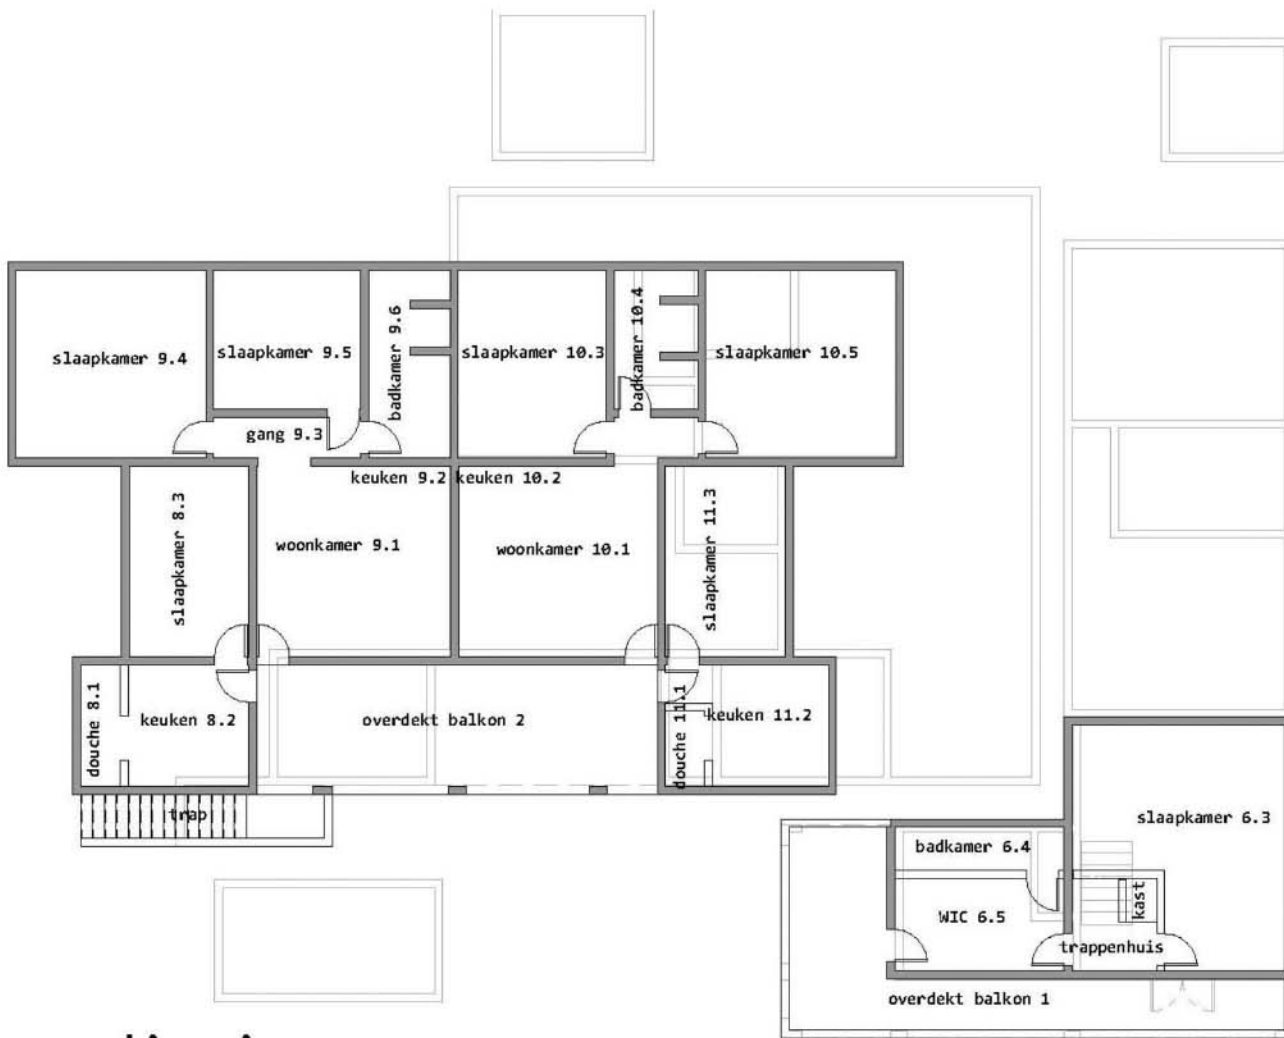 slaapkamer 9.4
slaapkamer 9.5
badkamer 9.6
slaapkamer 10.3
badkamer 10.4
slaapkamer 10.5
gang 9.3
keuken 9.2 keuken 10.2
slaapkamer 8.3
woonkamer 9.1
woonkamer 10.1
slaapkamer 11.3
douche 8.1
keuken 8.2
overdekt balkon 2
douche 11.1
keuken 11.2
trap
slaapkamer 6.3
badkamer 6.4
WIC 6.5
kast
trappenhuis
overdekt balkon 1